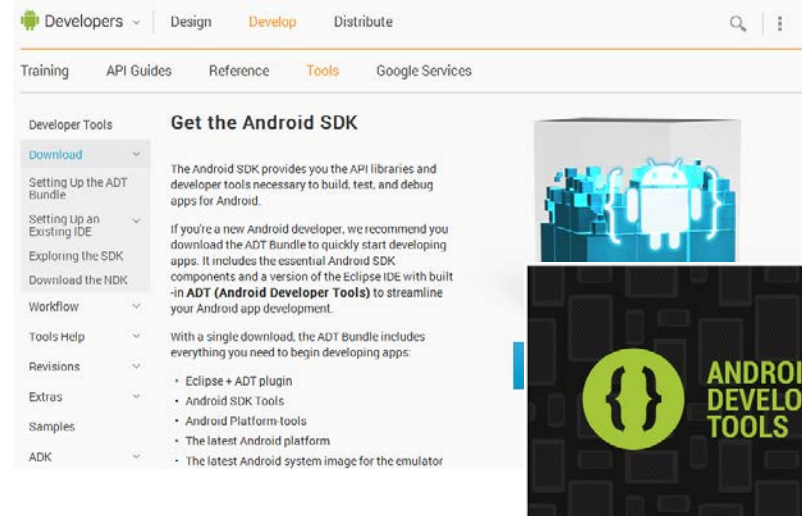 Developers
Design
Develop
Distribute
Training
API Guides
Reference
Tools
Google Services
Developer Tools
Download
Setting Up the ADT
Bundle
Setting Up an
Existing IDE
Exploring the SDK
Download the NDK
Workflow
Tools Help
Revisions
Extras
Samples
ADK
Get the Android SDK
The Android SDK provides you the API libraries and
developer tools necessary to build, test, and debug
apps for Android.
If you're a new Android developer, we recommend you
download the ADT Bundle to quickly start developing
apps. It includes the essential Android SDK
components and a version of the Eclipse IDE with built
-in ADT (Android Developer Tools) to streamline
your Android app development.
With a single download, the ADT Bundle includes
everything you need to begin developing apps:
• Eclipse + ADT plugin
• Android SDK Tools
• Android Platform-tools
• The latest Android platform
• The latest Android system image for the emulator
{}
ANDROI
DEVELO
TOOLS